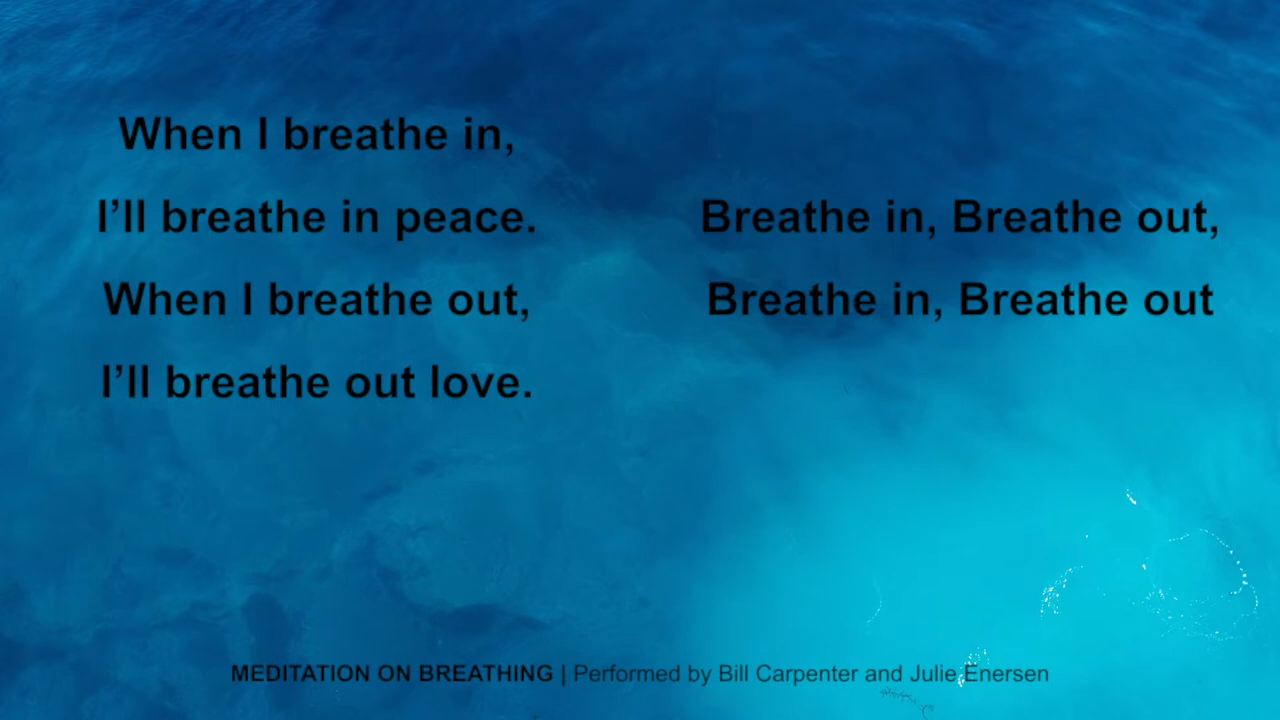 When I breathe in,
I’ll breathe in peace.
When I breathe out,
I’ll breathe out love.
Breathe in, Breathe out,
Breathe in, Breathe out
MEDITATION ON BREATHING | Performed by Bill Carpenter and Julie Enersen